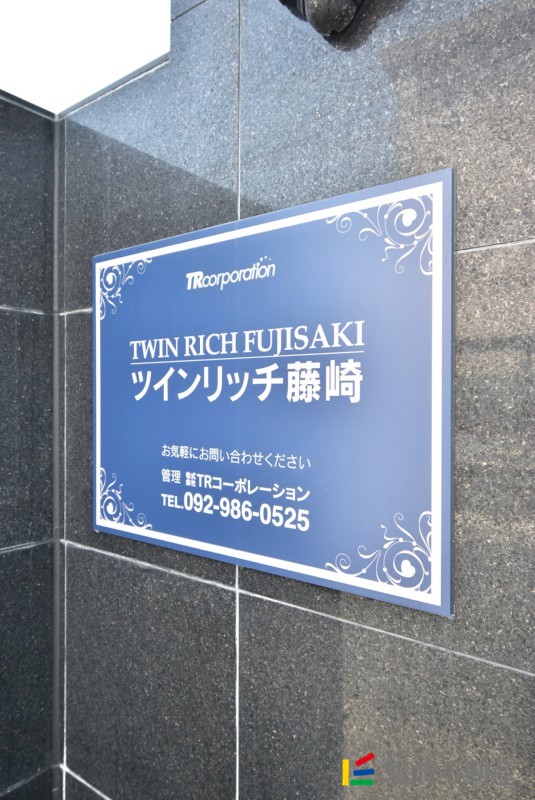 TRcorporation
TWIN RICH FUJISAKI
ツインリッチ藤崎
お気軽にお問い合わせください
管理 株式会社 TRコーポレーション
TEL.092-986-0525